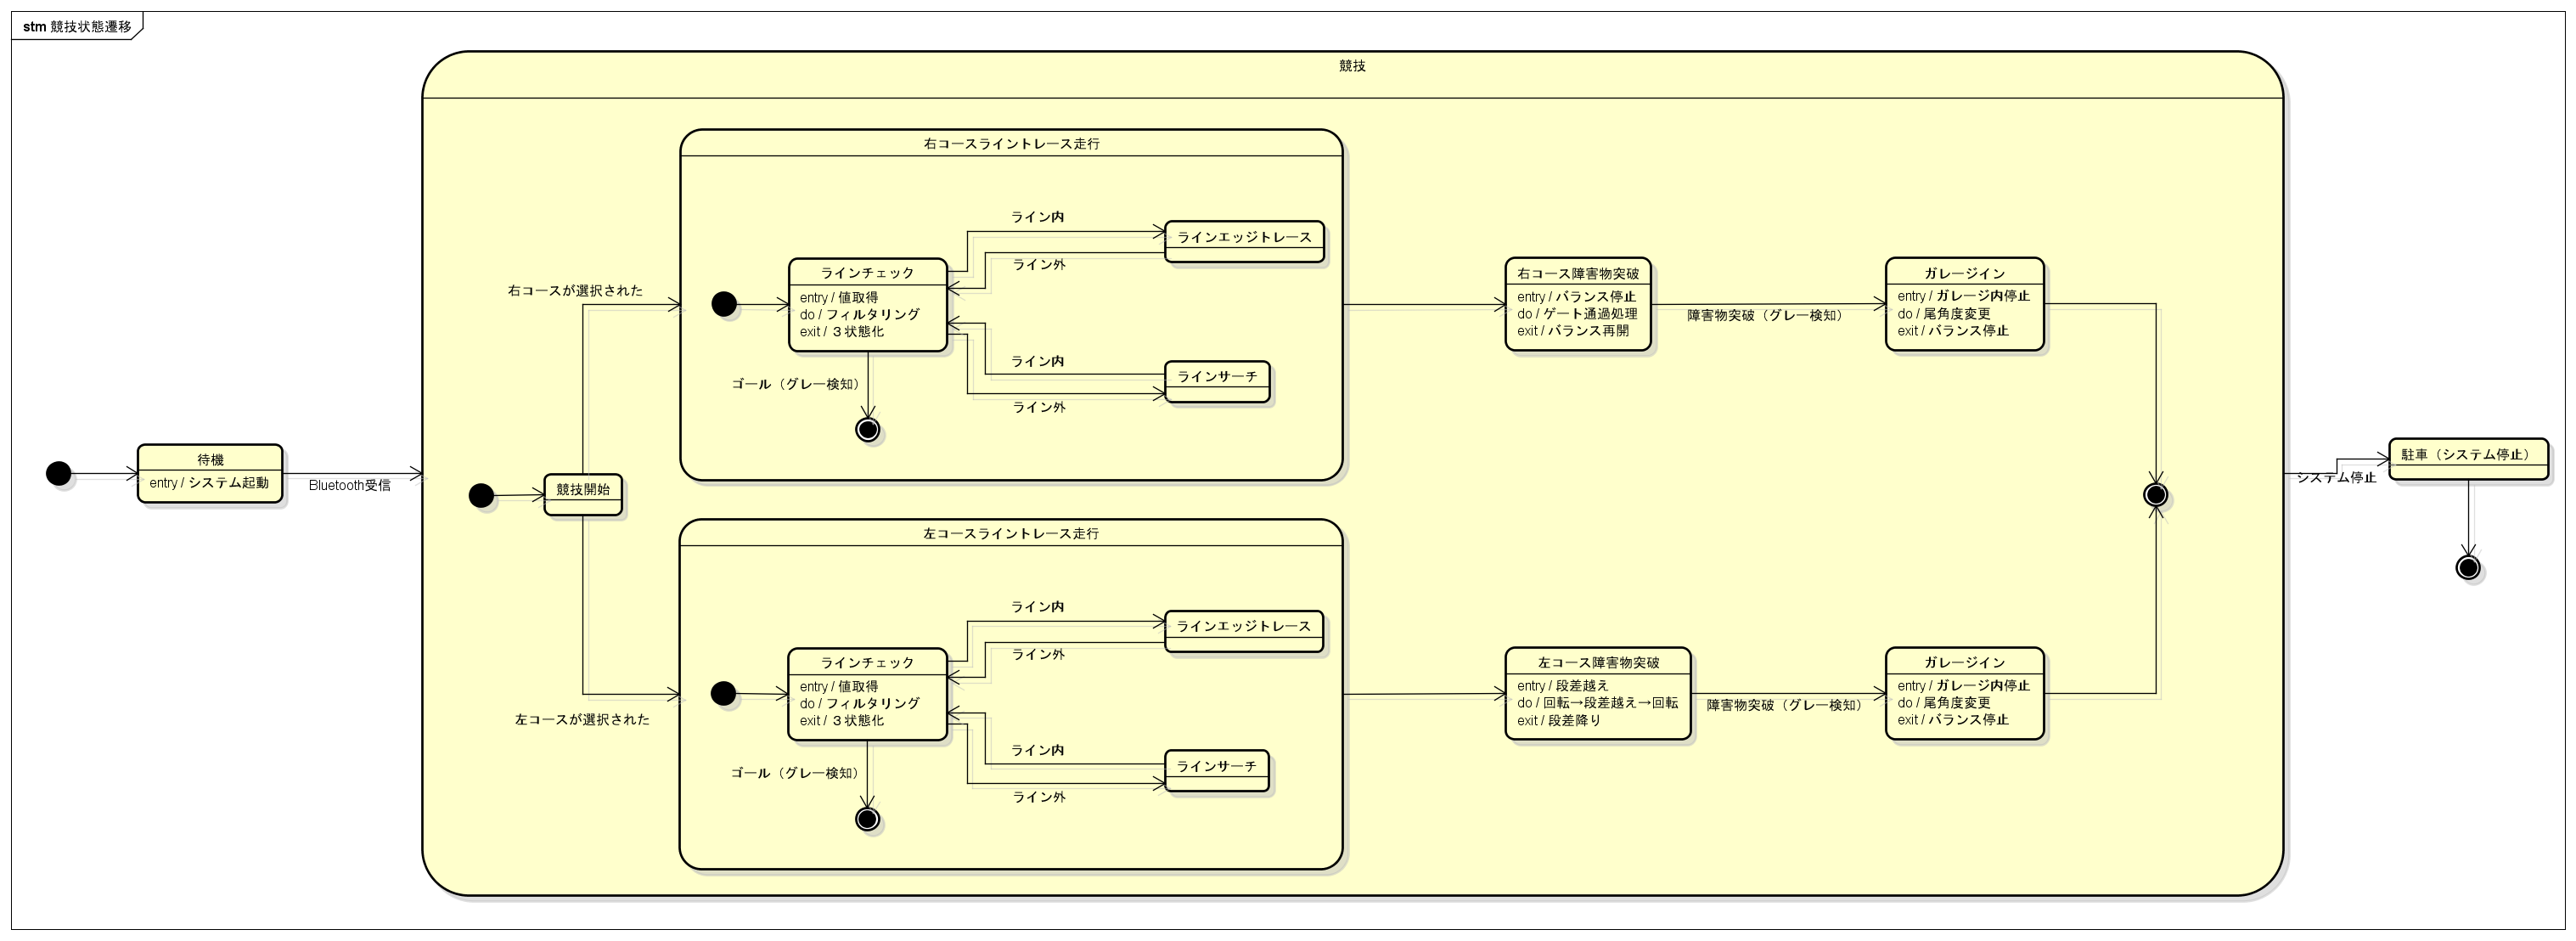 stm 競技状態遷移
競技
右コースライントレース走行
ライン内
ラインエッジトレース
ライン外
ラインチェック
entry / 値取得
do / フィルタリング
exit / ３状態化
ライン内
ラインサーチ
ライン外
ゴール（グレー検知）
右コースが選択された
右コース障害物突破
entry / バランス停止
do / ゲート通過処理
exit / バランス再開
障害物突破（グレー検知）
ガレージイン
entry / ガレージ内停止
do / 尾角度変更
exit / バランス停止
待機
entry / システム起動
Bluetooth受信
競技開始
システム停止
駐車（システム停止）
左コースが選択された
左コースライントレース走行
ライン内
ラインエッジトレース
ライン外
ラインチェック
entry / 値取得
do / フィルタリング
exit / ３状態化
ライン内
ラインサーチ
ライン外
ゴール（グレー検知）
左コース障害物突破
entry / 段差越え
do / 回転→段差越え→回転
exit / 段差降り
障害物突破（グレー検知）
ガレージイン
entry / ガレージ内停止
do / 尾角度変更
exit / バランス停止